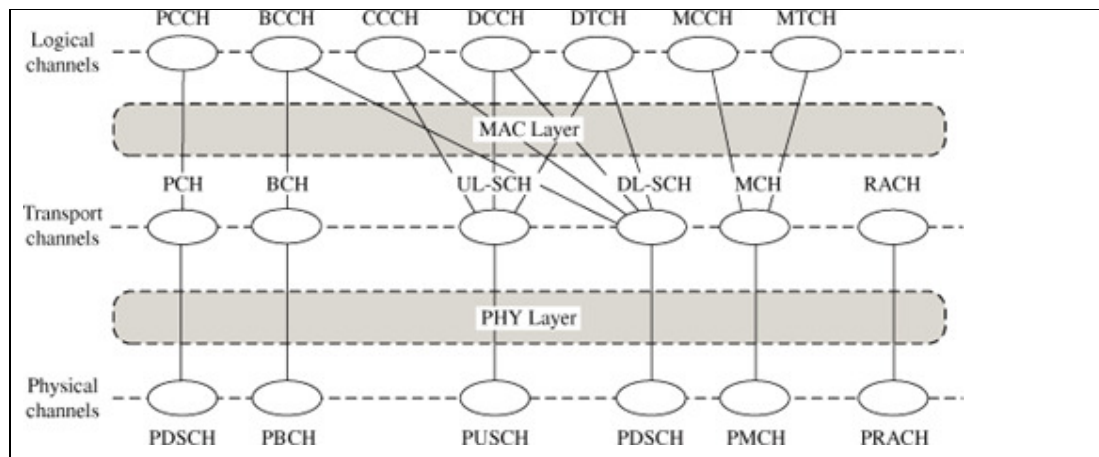 PCCH BCCH CCCH DCCH DTCH MCCH MTCH
Logical
channels
MAC Layer
PCH BCH UL-SCH DL-SCH MCH RACH
Transport
channels
PHY Layer
Physical
channels
PDSCH PBCH PUSCH PDSCH PMCH PRACH